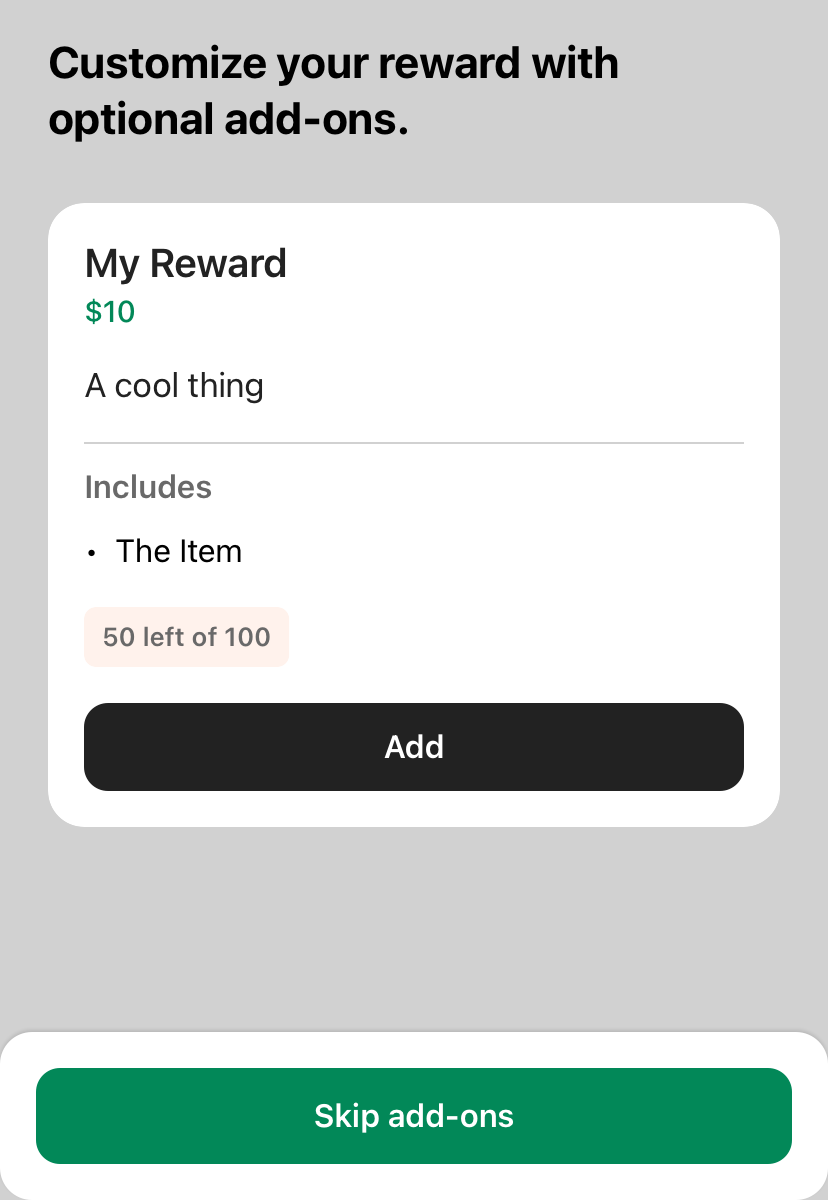 Customize your reward with
optional add-ons.
My Reward
$10
A cool thing
Includes
• The Item
50 left of 100
Add
Skip add-ons